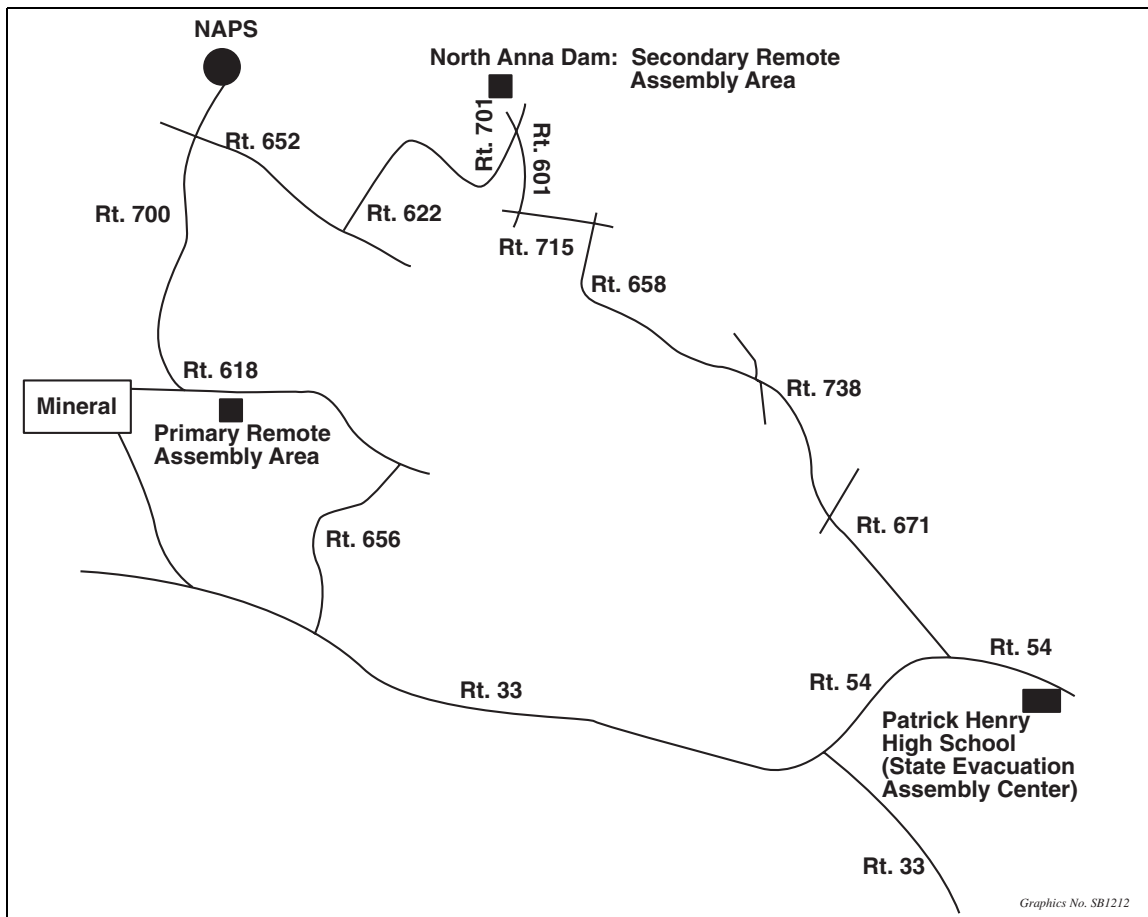 NAPS
North Anna Dam: Secondary Remote
Assembly Area
Rt. 701
Rt. 601
Rt. 652
Rt. 700
Rt. 622
Rt. 715
Rt. 658
Rt. 618
Rt. 738
Mineral
Primary Remote
Assembly Area
Rt. 671
Rt. 656
Rt. 54
Rt. 54
Rt. 33
Patrick Henry
High School
(State Evacuation
Assembly Center)
Rt. 33
Graphics No. SB1212